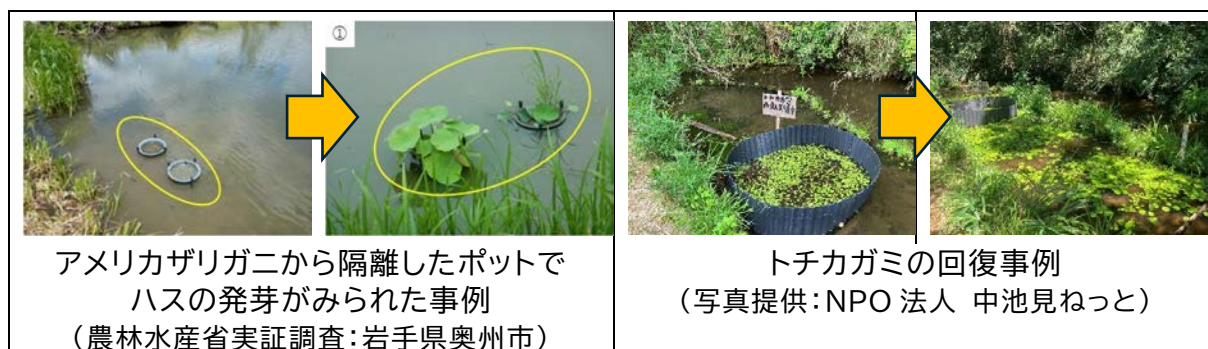 ①
アメリカザリガニから隔離したポットで
ハスの発芽がみられた事例
（農林水産省実証調査：岩手県奥州市）
トチカガミの回復事例
（写真提供：NPO 法人 中池見ねっと）